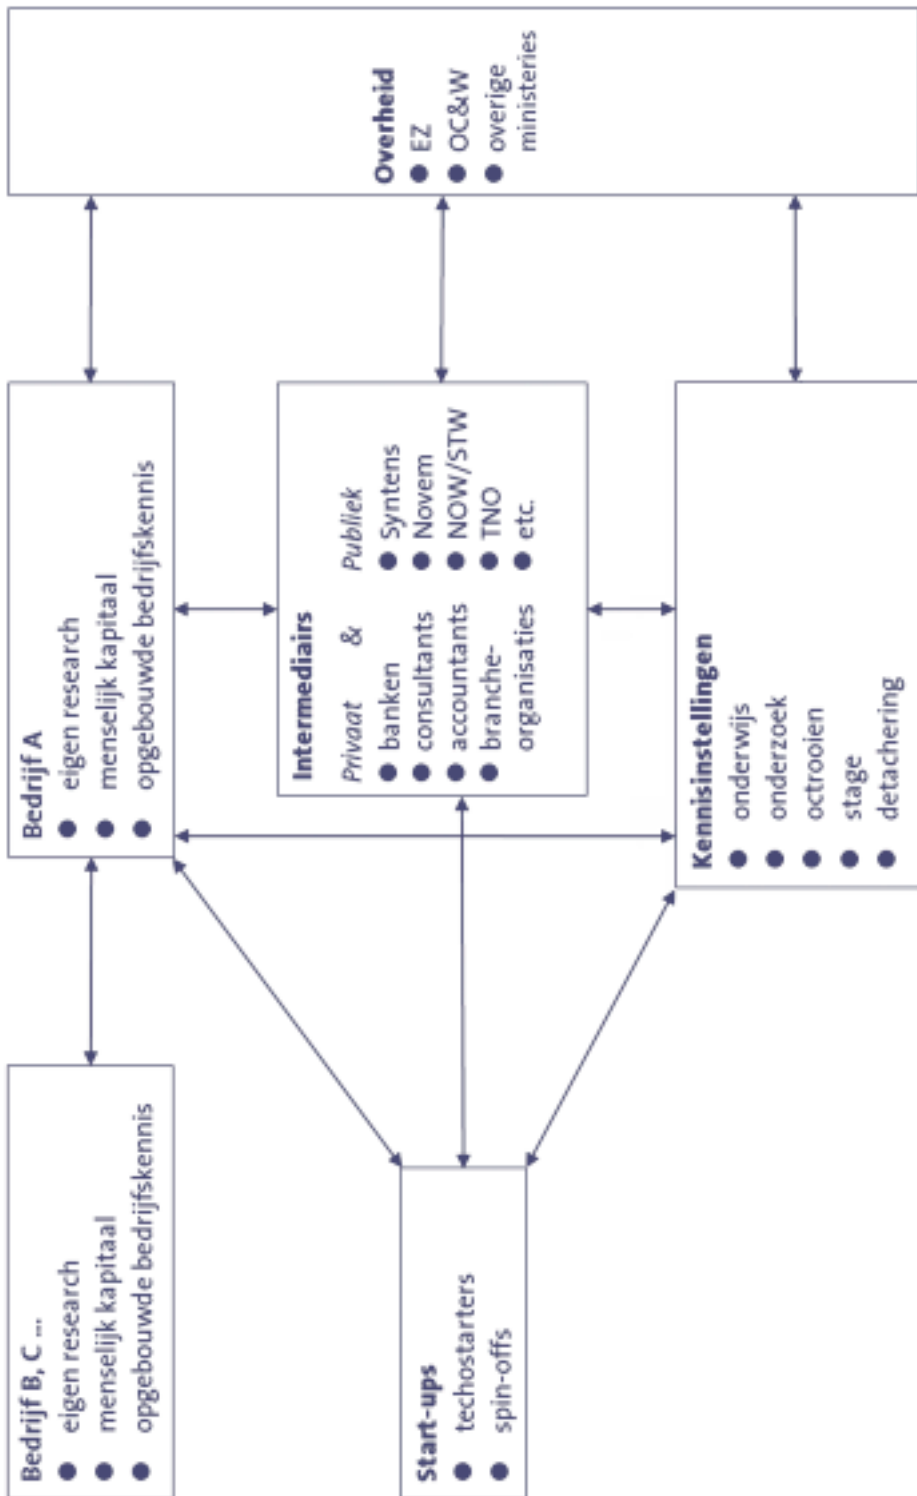 Bedrijf B, C ...
● eigen research
● menselijk kapitaal
● opgebouwde bedrijfskennis
Bedrijf A
● eigen research
● menselijk kapitaal
● opgebouwde bedrijfskennis
Start-ups
● techostarters
● spin-offs
Intermediairs
Privaat & Publiek
● banken ● Syntens
● consultants ● Novem
● accountants ● NOW/STW
● branche- ● TNO
organisaties ● etc.
Kennisinstellingen
● onderwijs
● onderzoek
● octrooien
● stage
● detachering
Overheid
● EZ
● OC&W
● overige
ministeries